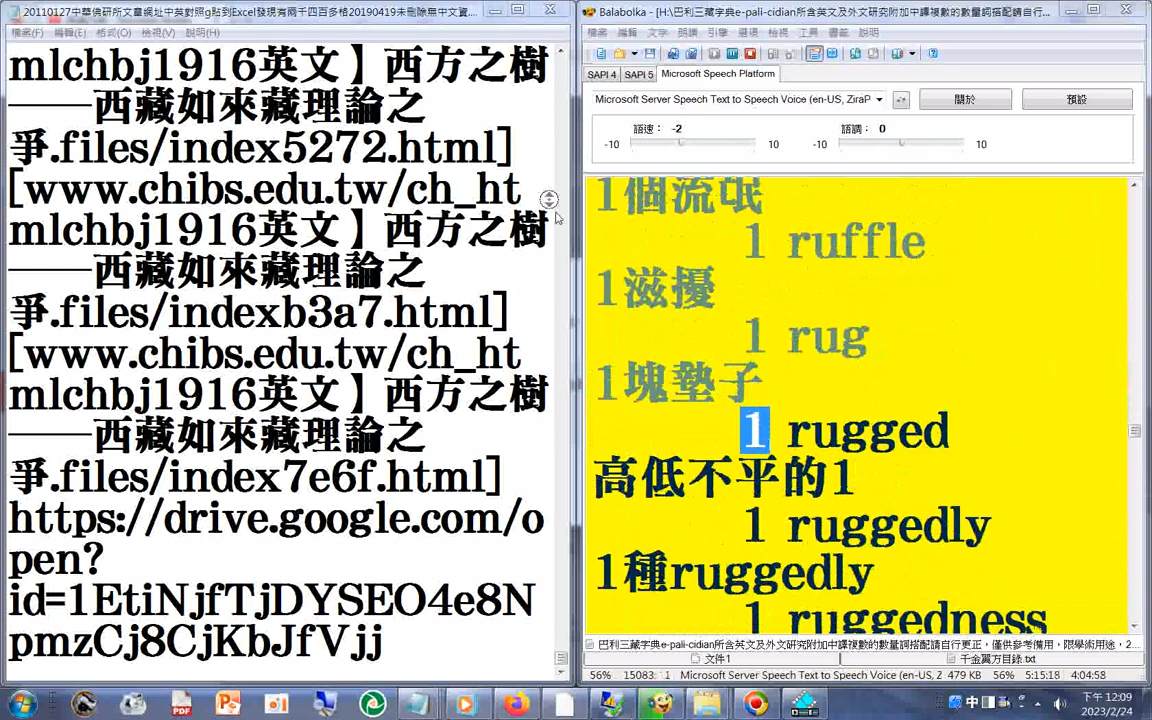 20110127中華佛研所文章網址中英對照g貼到Excel發現有兩千四百多格20190419未刪除無中文資...
檔案(F) 編輯(E) 格式(O) 檢視(V) 說明(H)
mlchbj1916英文】西方之樹
——西藏如來藏理論之
爭.files/index5272.html]
[www.chibs.edu.tw/ch_ht
mlchbj1916英文】西方之樹
——西藏如來藏理論之
爭.files/indexb3a7.html]
[www.chibs.edu.tw/ch_ht
mlchbj1916英文】西方之樹
——西藏如來藏理論之
爭.files/index7e6f.html]
https://drive.google.com/o
pen?
id=1EtiNjfTjDYSEO4e8N
pmzCj8CjKbJfVjj
Balabolka - [H:\巴利三藏字典e-pali-cidian所含英文及外文研究附加中譯複數的數量詞搭配請自行...
檔案 編輯 文字 朗讀 引擎 選項 檢視 工具 書籤 說明
SAPI 4 SAPI 5 Microsoft Speech Platform
Microsoft Server Speech Text to Speech Voice (en-US, ZiraP
關於 預設
語速： -2 語調： 0
-10 10 -10 10
1個流氓
1 ruffle
1滋擾
1 rug
1塊墊子
1 rugged
高低不平的1
1 ruggedly
1種ruggedly
1 ruggedness
巴利三藏字典e-pali-cidian所含英文及外文研究附加中譯複數的數量詞搭配請自行更正，僅供參考備用，限學術用途，2...
文件1 千金翼方目錄.txt
56% 15083: 1 Microsoft Server Speech Text to Speech Voice (en-US, Z 479 KB 56% 5:15:18 4:04:58
中
下午 12:09
2023/2/24